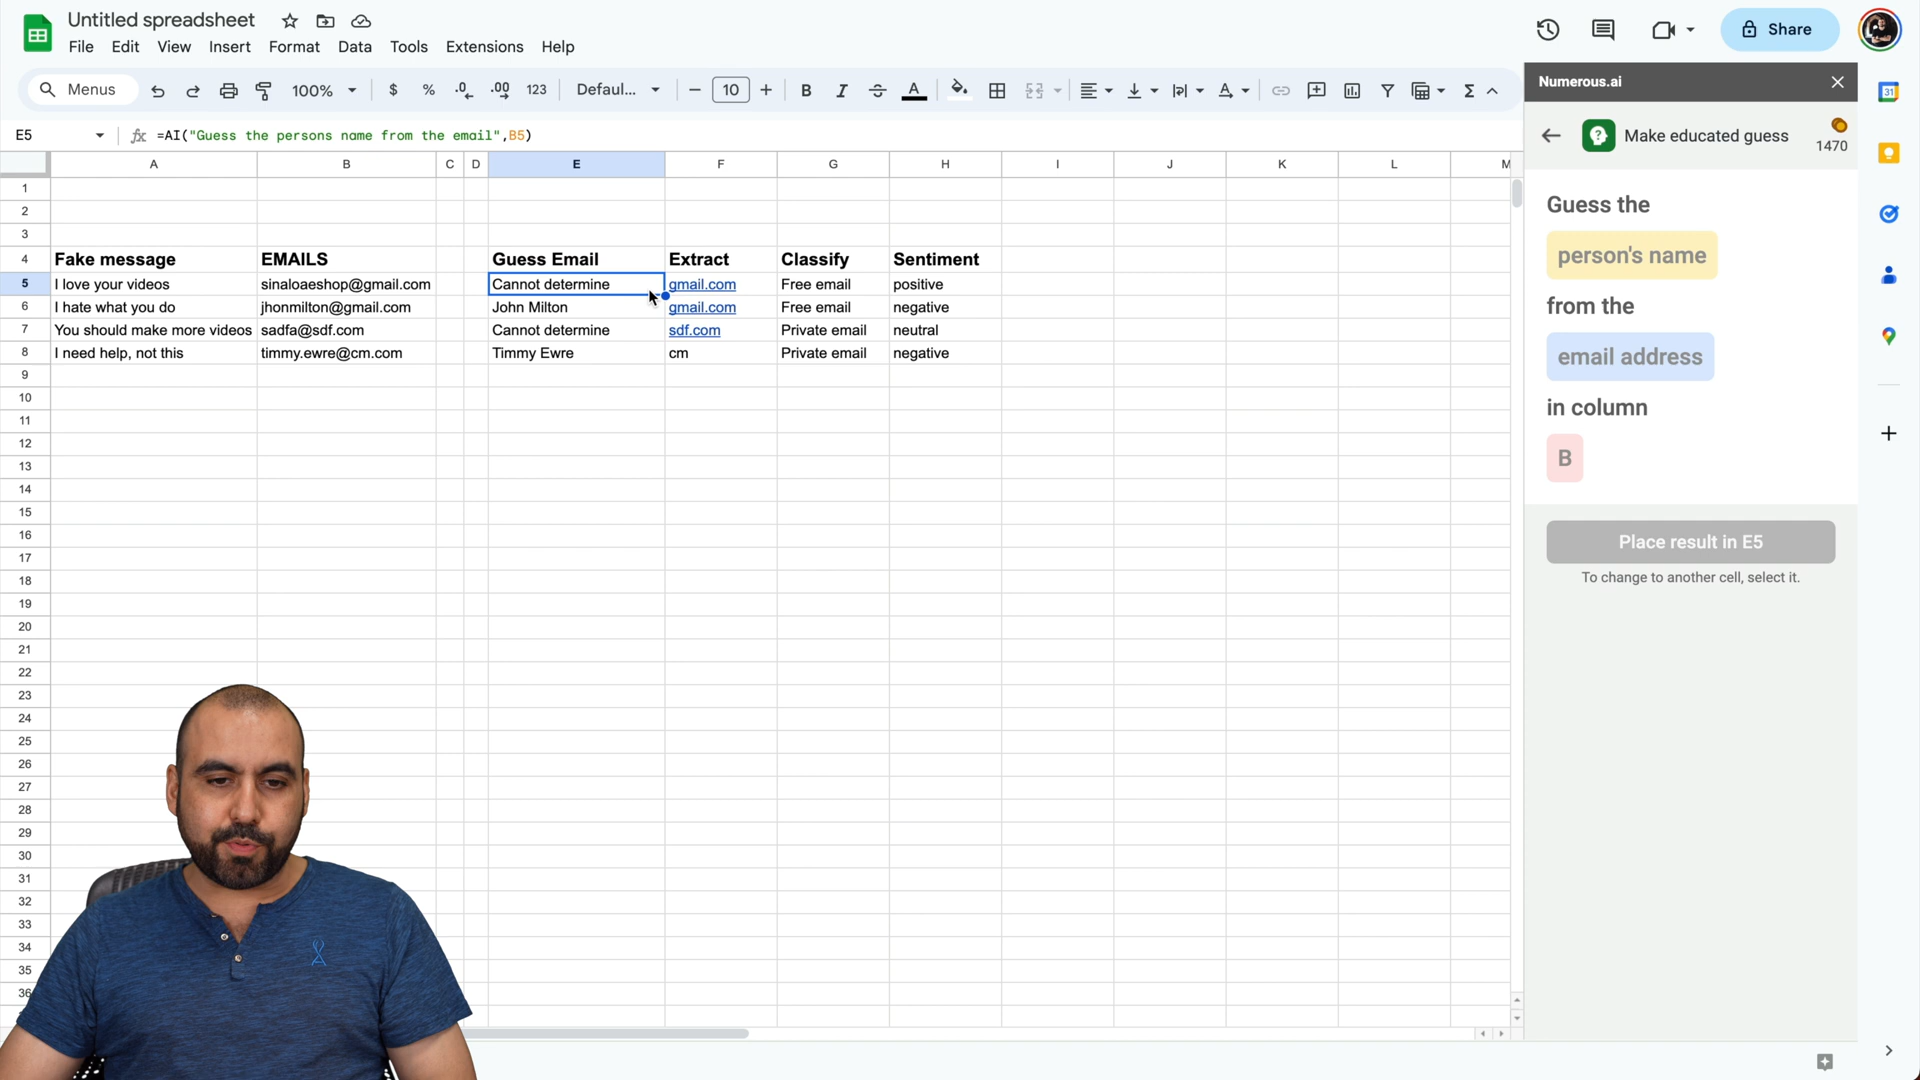 Untitled spreadsheet
File Edit View Insert Format Data Tools Extensions Help
Share
Menus 100% $ % .0 .00 123 Defaul... − 10 + B I S A
Numerous.ai
E5 fx =AI("Guess the persons name from the email",B5)
Make educated guess 1470
A B C D E F G H I J K L M
1
2
3
4 Fake message EMAILS Guess Email Extract Classify Sentiment
5 I love your videos sinaloaeshop@gmail.com Cannot determine gmail.com Free email positive
6 I hate what you do jhonmilton@gmail.com John Milton gmail.com Free email negative
7 You should make more videos sadfa@sdf.com Cannot determine sdf.com Private email neutral
8 I need help, not this timmy.ewre@cm.com Timmy Ewre cm Private email negative
9
10
11
12
13
14
15
16
17
18
19
20
21
22
23
24
25
26
27
28
29
30
31
32
33
34
35
36
Guess the
person's name
from the
email address
in column
B
Place result in E5
To change to another cell, select it.
31